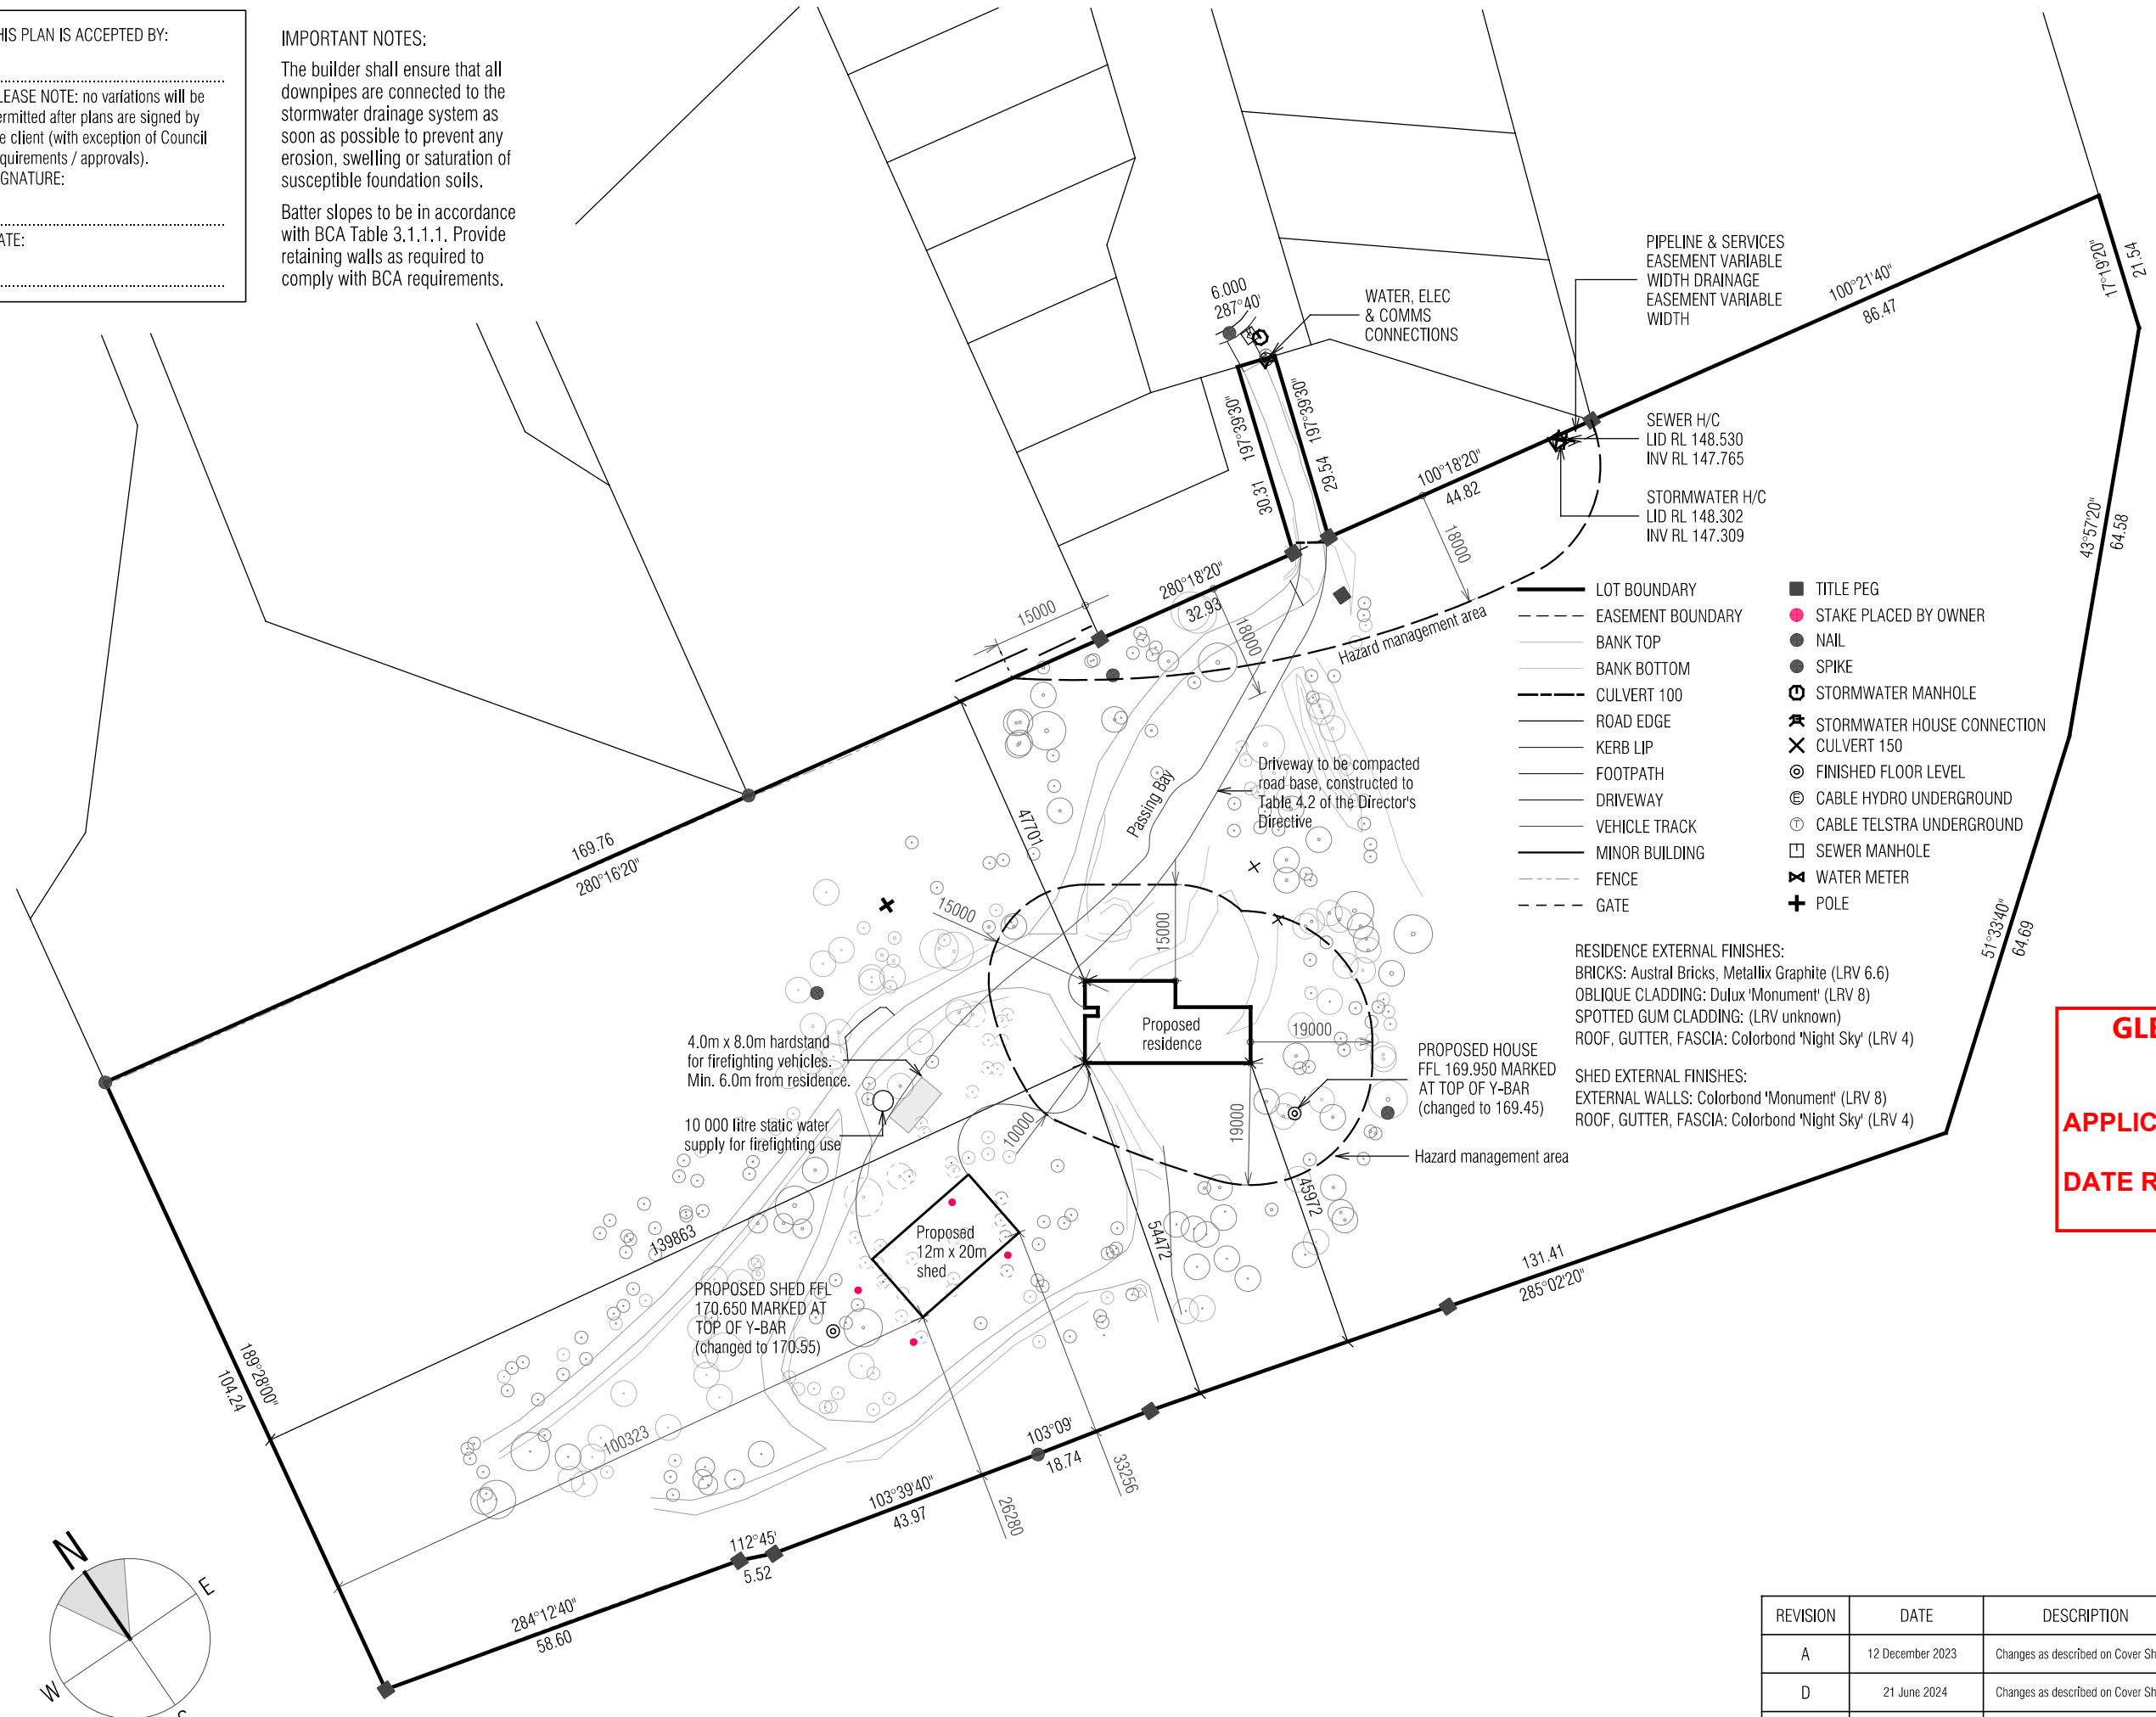 HIS PLAN IS ACCEPTED BY:
LEASE NOTE: no variations will be
ermitted after plans are signed by
e client (with exception of Council
quirements / approvals).
GNATURE:
ATE:
IMPORTANT NOTES:
The builder shall ensure that all
downpipes are connected to the
stormwater drainage system as
soon as possible to prevent any
erosion, swelling or saturation of
susceptible foundation soils.
Batter slopes to be in accordance
with BCA Table 3.1.1.1. Provide
retaining walls as required to
comply with BCA requirements.
6.000
287°40'
WATER, ELEC
& COMMS
CONNECTIONS
PIPELINE & SERVICES
EASEMENT VARIABLE
WIDTH DRAINAGE
EASEMENT VARIABLE
WIDTH
100°21'40"
86.47
17°19'20"
21.54
197°39'30"
30.31
197°39'30"
29.54
100°18'20"
44.82
18000
SEWER H/C
LID RL 148.530
INV RL 147.765
STORMWATER H/C
LID RL 148.302
INV RL 147.309
43°57'20"
64.58
280°18'20"
32.93
15000
18000
Hazard management area
LOT BOUNDARY
EASEMENT BOUNDARY
BANK TOP
BANK BOTTOM
CULVERT 100
ROAD EDGE
KERB LIP
FOOTPATH
DRIVEWAY
VEHICLE TRACK
MINOR BUILDING
FENCE
GATE
TITLE PEG
STAKE PLACED BY OWNER
NAIL
SPIKE
STORMWATER MANHOLE
STORMWATER HOUSE CONNECTION
CULVERT 150
FINISHED FLOOR LEVEL
CABLE HYDRO UNDERGROUND
CABLE TELSTRA UNDERGROUND
SEWER MANHOLE
WATER METER
POLE
Driveway to be compacted
road base, constructed to
Table 4.2 of the Director's
Directive
Passing Bay
47701
169.76
280°16'20"
15000
15000
51°33'40"
64.69
RESIDENCE EXTERNAL FINISHES:
BRICKS: Austral Bricks, Metallix Graphite (LRV 6.6)
OBLIQUE CLADDING: Dulux 'Monument' (LRV 8)
SPOTTED GUM CLADDING: (LRV unknown)
ROOF, GUTTER, FASCIA: Colorbond 'Night Sky' (LRV 4)
SHED EXTERNAL FINISHES:
EXTERNAL WALLS: Colorbond 'Monument' (LRV 8)
ROOF, GUTTER, FASCIA: Colorbond 'Night Sky' (LRV 4)
GLE
APPLIC
DATE R
Proposed
residence
19000
4.0m x 8.0m hardstand
for firefighting vehicles.
Min. 6.0m from residence.
10 000 litre static water
supply for firefighting use
PROPOSED HOUSE
FFL 169.950 MARKED
AT TOP OF Y-BAR
(changed to 169.45)
10000
19000
Hazard management area
45972
54472
139863
Proposed
12m x 20m
shed
PROPOSED SHED FFL
170.650 MARKED AT
TOP OF Y-BAR
(changed to 170.55)
131.41
285°02'20"
189°28'00"
104.24
100323
103°09'
18.74
33256
26280
103°39'40"
43.97
112°45'
5.52
284°12'40"
58.60
N
E
W
S
REVISION DATE DESCRIPTION
A 12 December 2023 Changes as described on Cover Sh
D 21 June 2024 Changes as described on Cover Sh